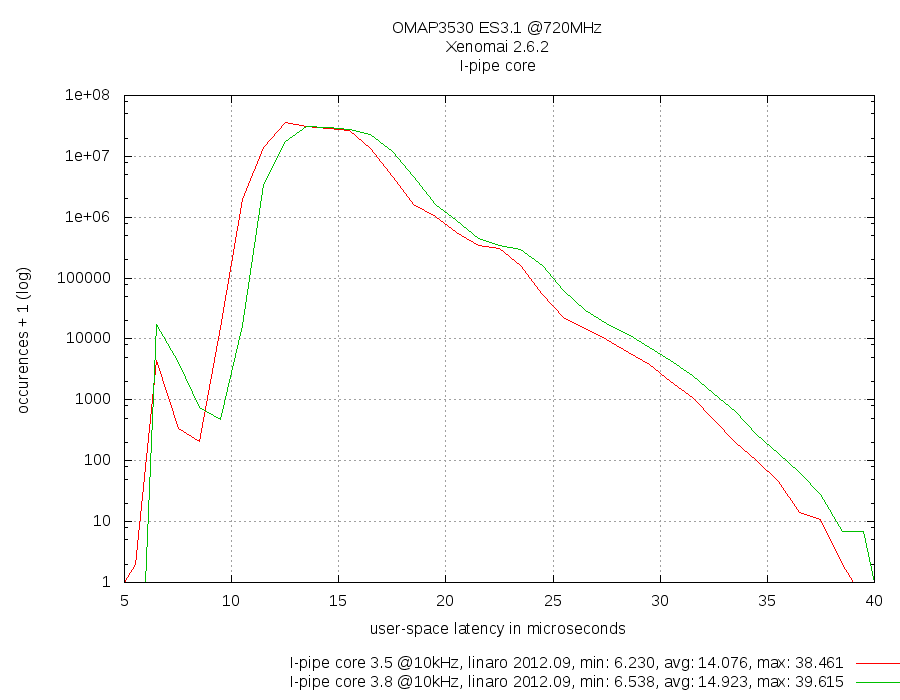 OMAP3530 ES3.1 @720MHz
Xenomai 2.6.2
I-pipe core
1e+08
1e+07
1e+06
100000
10000
1000
100
10
1
occurences + 1 (log)
5 10 15 20 25 30 35 40
user-space latency in microseconds
I-pipe core 3.5 @10kHz, linaro 2012.09, min: 6.230, avg: 14.076, max: 38.461
I-pipe core 3.8 @10kHz, linaro 2012.09, min: 6.538, avg: 14.923, max: 39.615